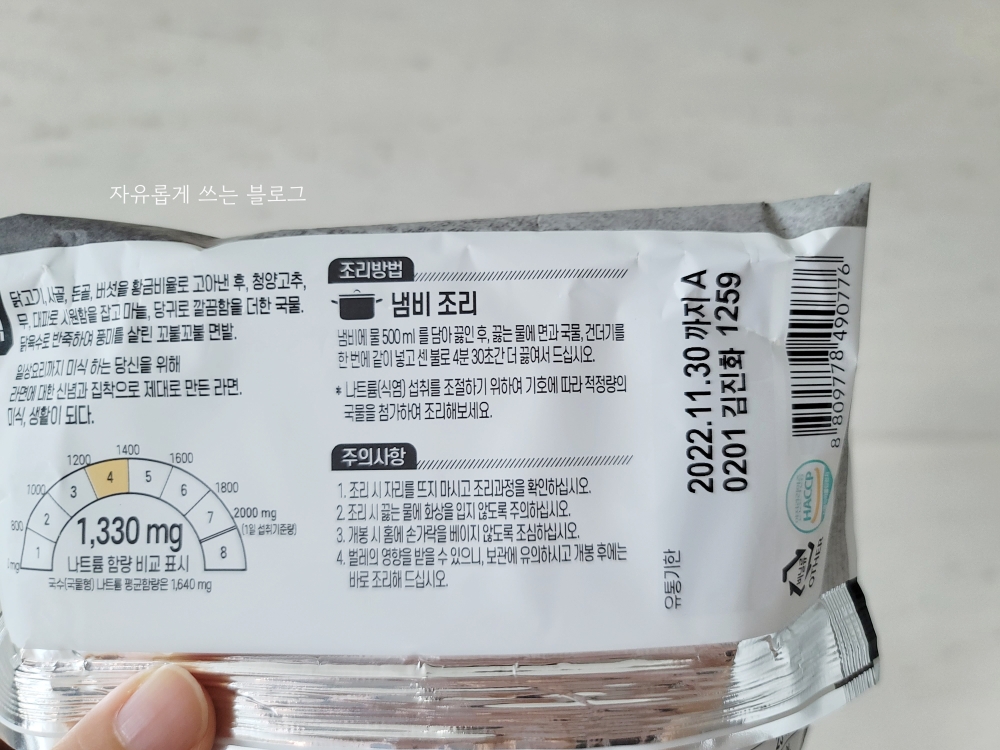 자유롭게 쓰는 블로그
닭고기, 사골, 돈골, 버섯을 황금비율로 고아낸 후, 청양고추,
무, 대파로 시원함을 잡고 마늘, 당귀로 깔끔함을 더한 국물.
닭육수로 반죽하여 풍미를 살린 꼬불꼬불 면발.
일상요리까지 미식 하는 당신을 위해
라면에 대한 신념과 집착으로 제대로 만든 라면.
미식, 생활이 되다.
800
1000
1200
1400
1600
1800
2000 mg
(1일 섭취기준량)
1
2
3
4
5
6
7
8
1,330 mg
나트륨 함량 비교 표시
국수(국물형) 나트륨 평균함량은 1,640 mg
조리방법
냄비 조리
냄비에 물 500 ml 를 담아 끓인 후, 끓는 물에 면과 국물, 건더기를
한 번에 같이 넣고 센 불로 4분 30초간 더 끓여서 드십시오.
* 나트륨(식염) 섭취를 조절하기 위하여 기호에 따라 적정량의
국물을 첨가하여 조리해보세요.
주의사항
1. 조리 시 자리를 뜨지 마시고 조리과정을 확인하십시오.
2. 조리 시 끓는 물에 화상을 입지 않도록 주의하십시오.
3. 개봉 시 홈에 손가락을 베이지 않도록 조심하십시오.
4. 벌레의 영향을 받을 수 있으니, 보관에 유의하시고 개봉 후에는
바로 조리해 드십시오.
유통기한
2022.11.30 까지 A
0201 김진화 1259
8 809778 490776
HACCP
비닐류
OTHER